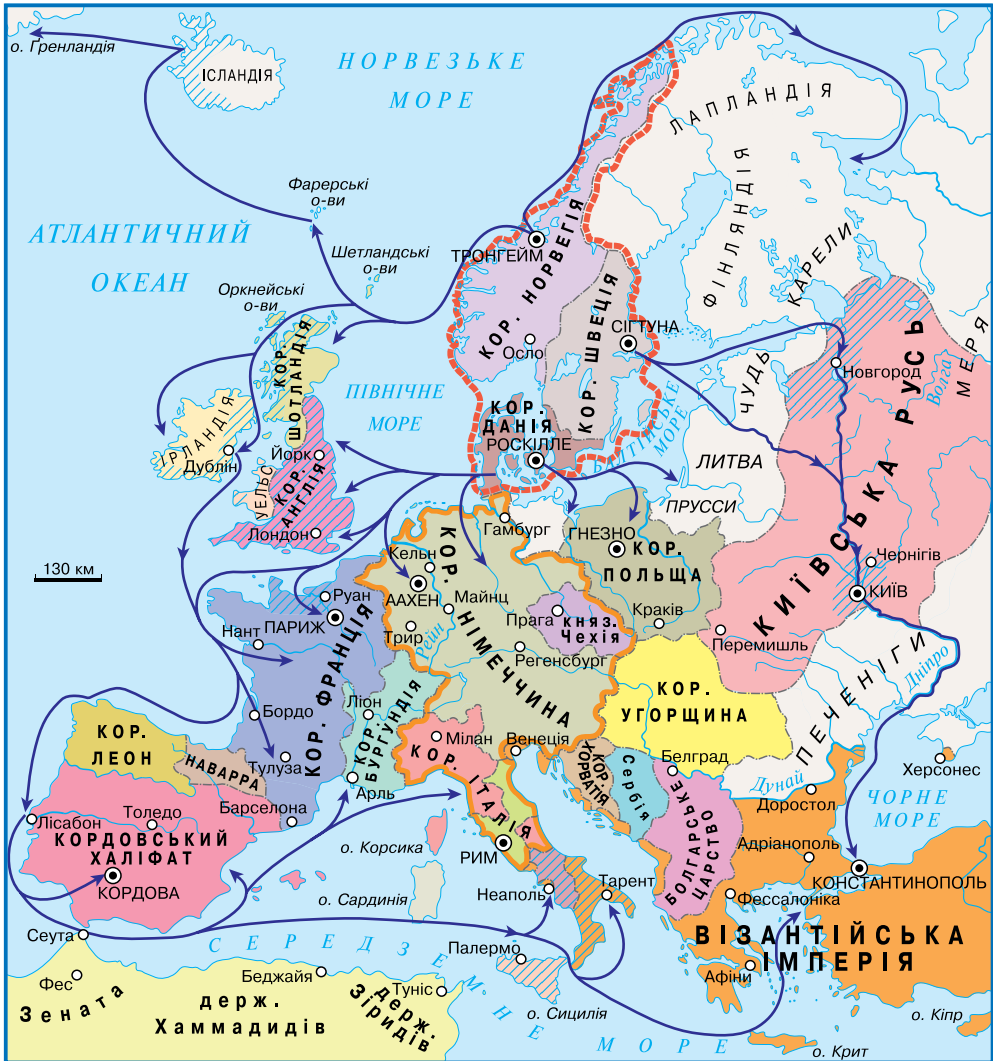 о. Ґренландія
ІСЛАНДІЯ
НОРВЕЗЬКЕ
МОРЕ
ЛАПЛАНДІЯ
ФІНЛЯНДІЯ
КАРЕЛИ
Фарерські
о-ви
Шетландські
о-ви
Оркнейські
о-ви
АТЛАНТИЧНИЙ
ОКЕАН
ТРОНГЕЙМ
КОР. НОРВЕГІЯ
Осло
КОР. ШВЕЦІЯ
СІГТУНА
КОР.
ШОТЛАНДІЯ
ПІВНІЧНЕ
МОРЕ
КОР.
ДАНІЯ
РОСКІЛЛЕ
БАЛТІЙСЬКЕ
МОРЕ
ЧУДЬ
Новгород
Волга
МЕРЯ
ІРЛАНДІЯ
Дублін
Йорк
УЕЛЬС
КОР.
АНГЛІЯ
Лондон
ЛИТВА
ПРУССИ
КИЇВСЬКА РУСЬ
Чернігів
КИЇВ
130 км
Гамбург
ГНЕЗНО
КОР.
ПОЛЬЩА
Краків
Перемишль
Кельн
ААХЕН
Майнц
Трир
Рейн
КОР. НІМЕЧЧИНА
Прага
КНЯЗ.
Чехія
Регенсбург
Руан
ПАРИЖ
Нант
КОР. ФРАНЦІЯ
Бордо
Тулуза
Ліон
КОР.
БУРГУНДІЯ
Арль
КОР.
УГОРЩИНА
ПЕЧЕНІГИ
Дніпро
КОР.
ЛЕОН
НАВАРРА
Барселона
Мілан
Венеція
КОР. ІТАЛІЯ
КОР.
ХОРВАТІЯ
Сербія
Белград
БОЛГАРСЬКЕ
ЦАРСТВО
Дунай
Доростол
Херсонес
ЧОРНЕ
МОРЕ
Лісабон
Толедо
КОРДОВСЬКИЙ
ХАЛІФАТ
КОРДОВА
о. Корсика
о. Сардинія
РИМ
Неаполь
Тарент
Адріанополь
КОНСТАНТИНОПОЛЬ
Фессалоніка
ВІЗАНТІЙСЬКА
ІМПЕРІЯ
Афіни
Сеута
Фес
Зената
Беджайя
держ.
Хаммадидів
Туніс
держ.
Зіридів
СЕРЕДЗЕМНЕ МОРЕ
Палермо
о. Сицилія
о. Кіпр
о. Крит